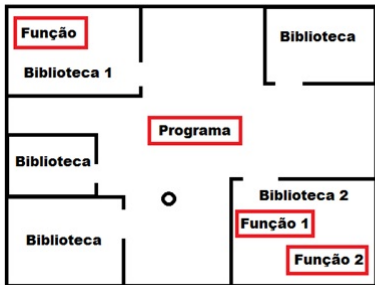 Função
Biblioteca 1
Biblioteca
Programa
Biblioteca
Biblioteca
Biblioteca 2
Função 1
Função 2